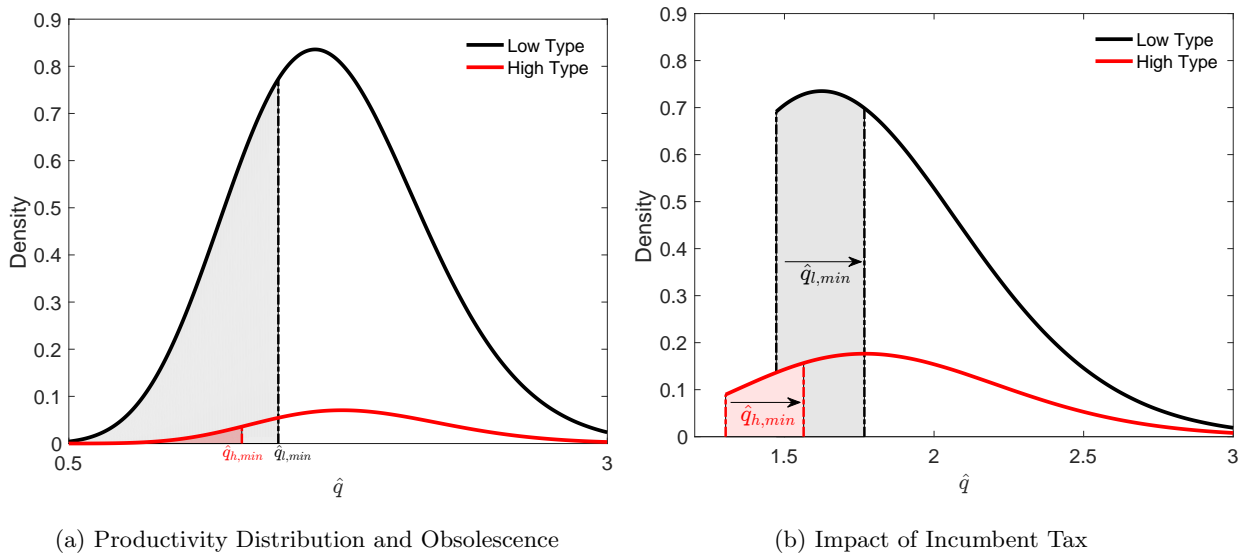 0.9
0.8
0.7
0.6
0.5
0.4
0.3
0.2
0.1
0
Density
Low Type
High Type
q̂h,min
q̂l,min
0.5
3
q̂
(a) Productivity Distribution and Obsolescence
0.9
0.8
0.7
0.6
0.5
0.4
0.3
0.2
0.1
0
Density
Low Type
High Type
q̂l,min
q̂h,min
1.5
2
2.5
3
q̂
(b) Impact of Incumbent Tax